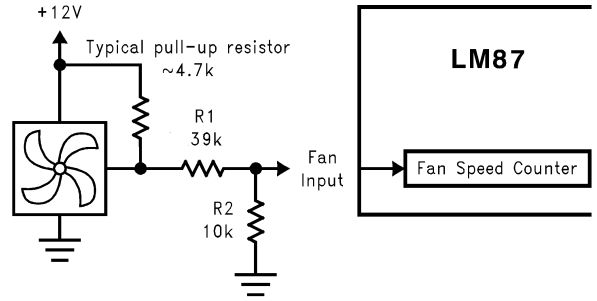 +12V
Typical pull-up resistor
~4.7k
R1
39k
Fan
Input
R2
10k
LM87
Fan Speed Counter